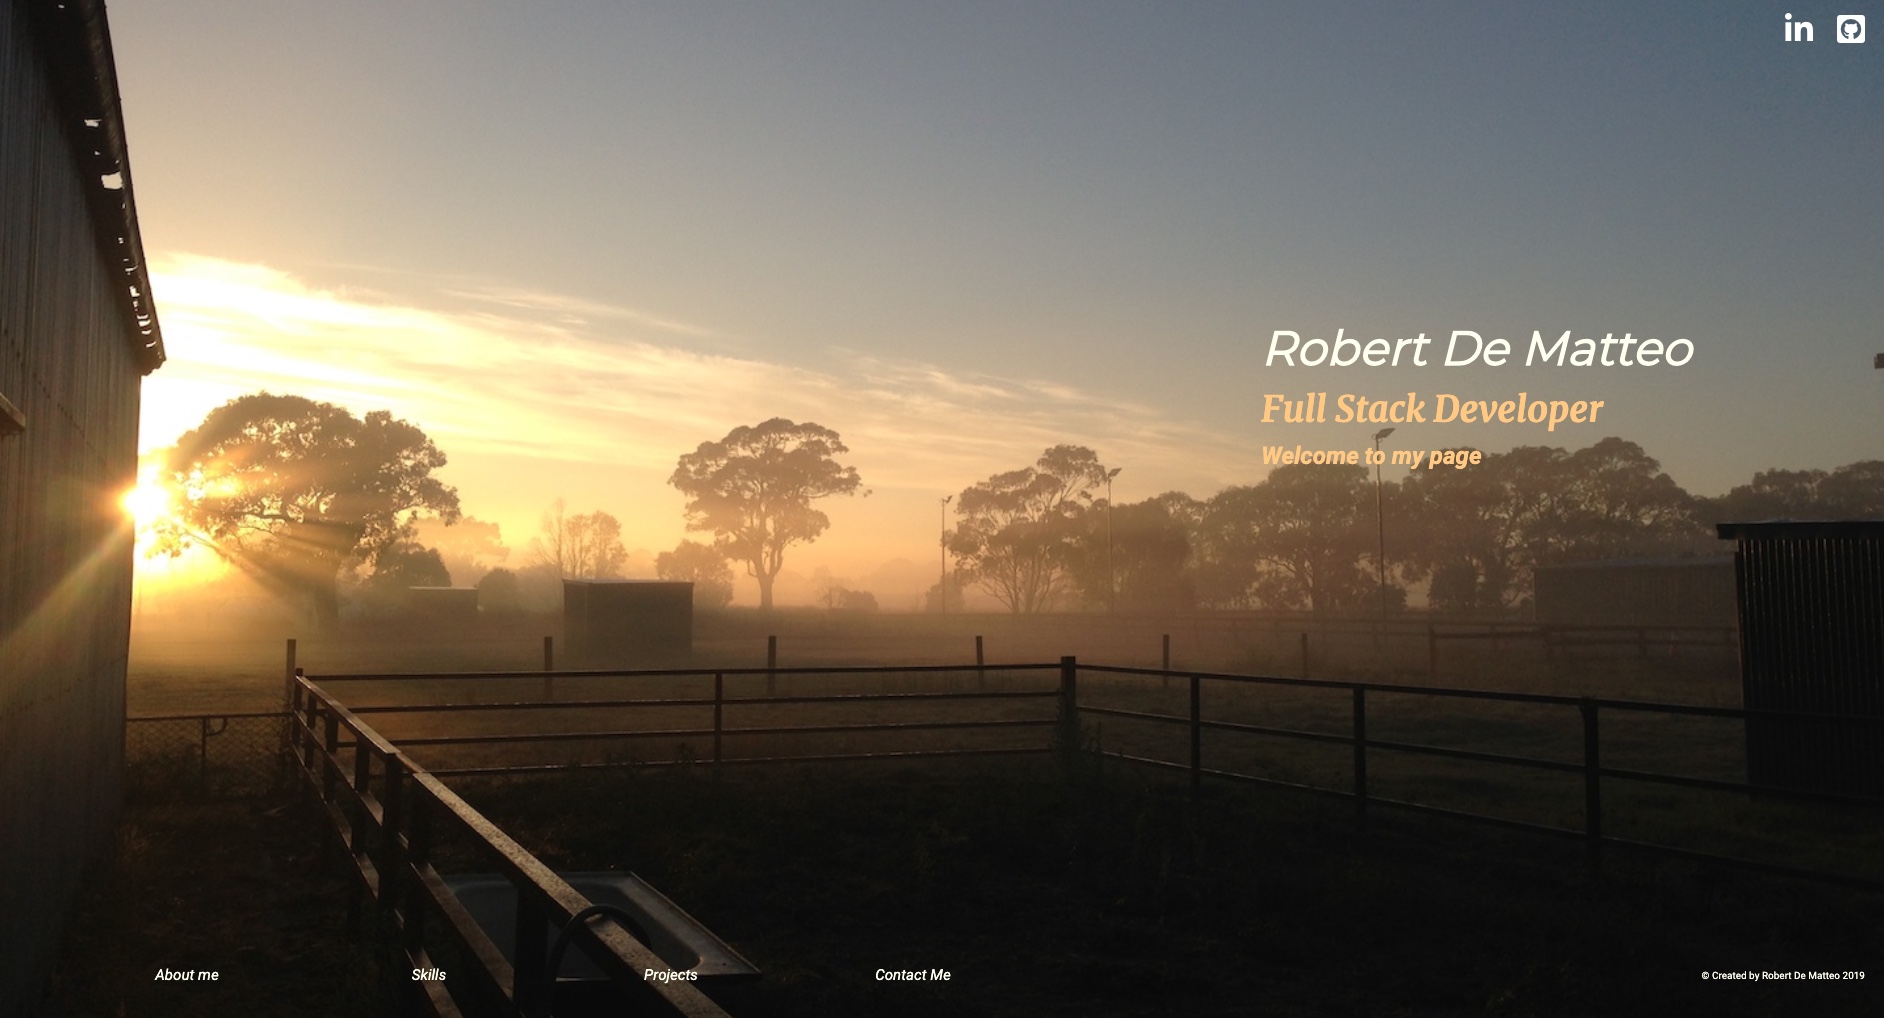 in
Robert De Matteo
Full Stack Developer
Welcome to my page
About me
Skills
Projects
Contact Me
© Created by Robert De Matteo 2019